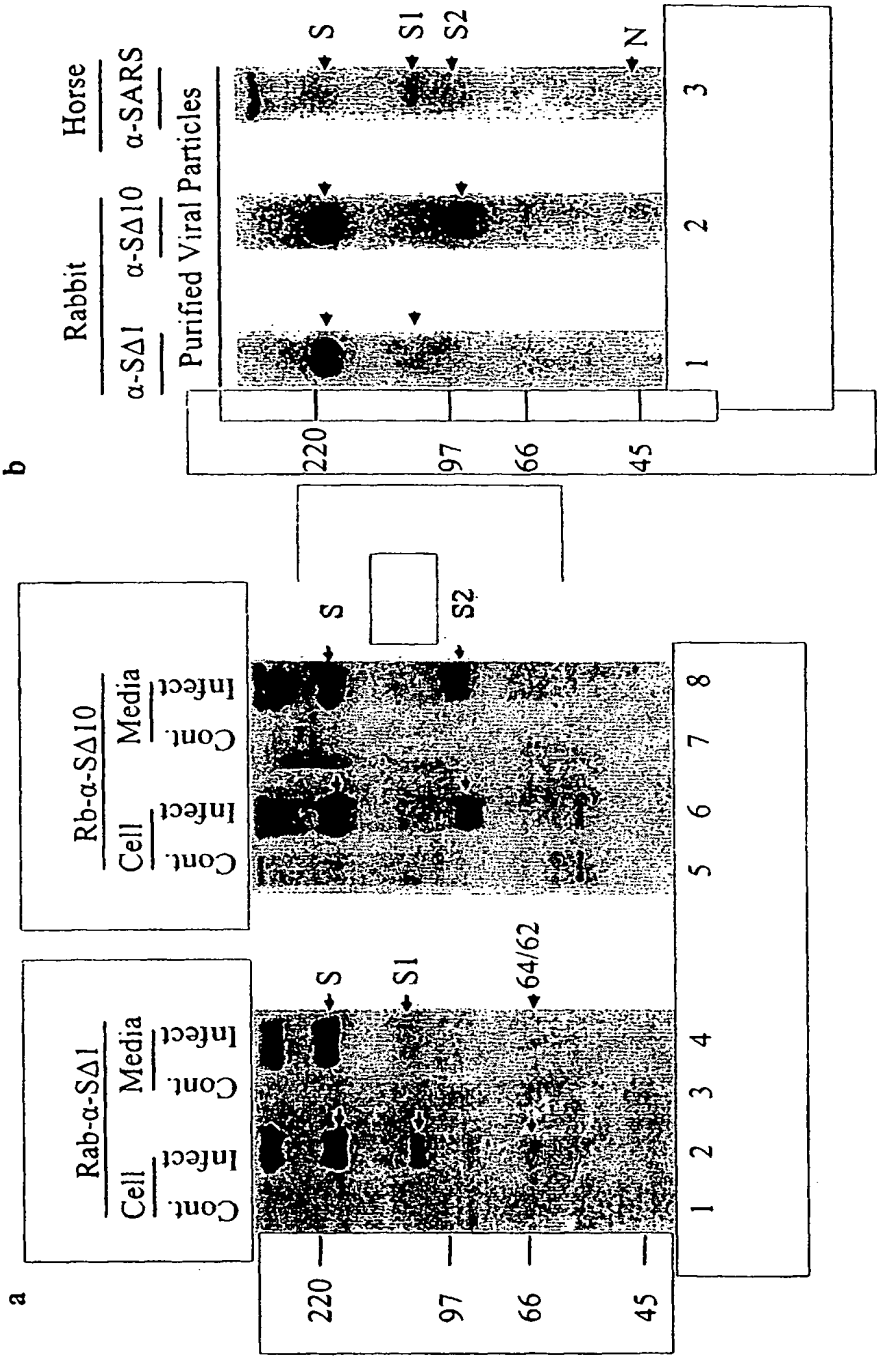 a
Rab-α-SΔ1
Cell Media
Cont. Infect Cont. Infect
220
97
66
45
S
S1
64/62
1 2 3 4
Rb-α-SΔ10
Cell Media
Cont. Infect Cont. Infect
S
S2
5 6 7 8
b
Rabbit Horse
α-SΔ1 α-SΔ10 α-SARS
Purified Viral Particles
220
97
66
45
S
S1
S2
N
1 2 3